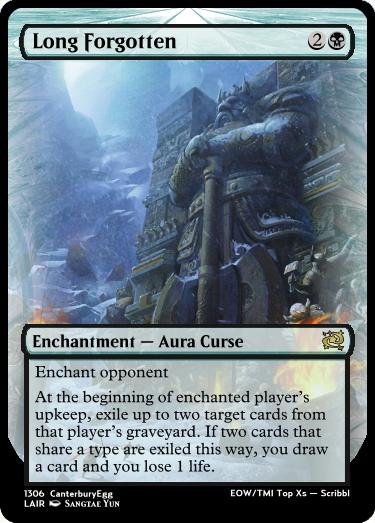 Long Forgotten 2
Enchantment — Aura Curse
Enchant opponent
At the beginning of enchanted player's
upkeep, exile up to two target cards from
that player's graveyard. If two cards that
share a type are exiled this way, you draw
a card and you lose 1 life.
1306 CanterburyEgg EOW/TMI Top Xs — Scribbl
LAIR Sangtae Yun